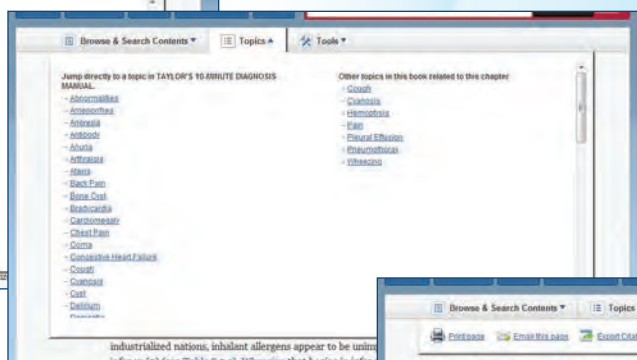 Browse & Search Contents
Topics
Tools
Jump directly to a topic in TAYLOR'S 10-MINUTE DIAGNOSIS
MANUAL.
- Abnormalities
- Amenorrhea
- Anorexia
- Antibody
- Anuria
- Arthralgia
- Ataxia
- Back Pain
- Bone Cyst
- Bradycardia
- Cardiomegaly
- Chest Pain
- Coma
- Congestive Heart Failure
- Cough
- Cyanosis
- Cyst
- Delirium
- Dementia
Other topics in this book related to this chapter
- Cough
- Cyanosis
- Hemoptysis
- Pain
- Pleural Effusion
- Pneumothorax
- Wheezing
industrialized nations, inhalant allergens appear to be
Browse & Search Contents
Topics
Print page
Email this page
Export